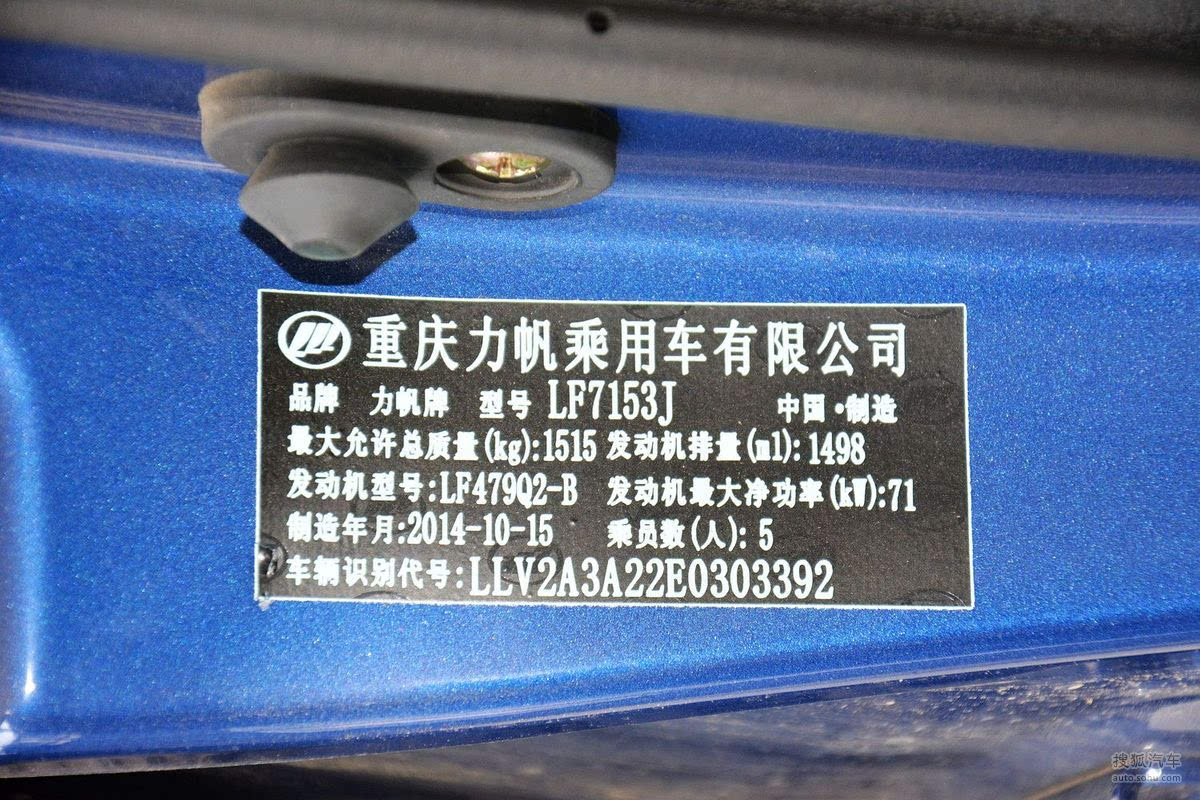 重庆力帆乘用车有限公司
品牌 力帆牌 型号 LF7153J 中国·制造
最大允许总质量(kg):1515 发动机排量(ml):1498
发动机型号:LF479Q2-B 发动机最大净功率(kW):71
制造年月:2014-10-15 乘员数(人):5
车辆识别代号:LLV2A3A22E0303392
搜狐汽车
auto.sohu.com